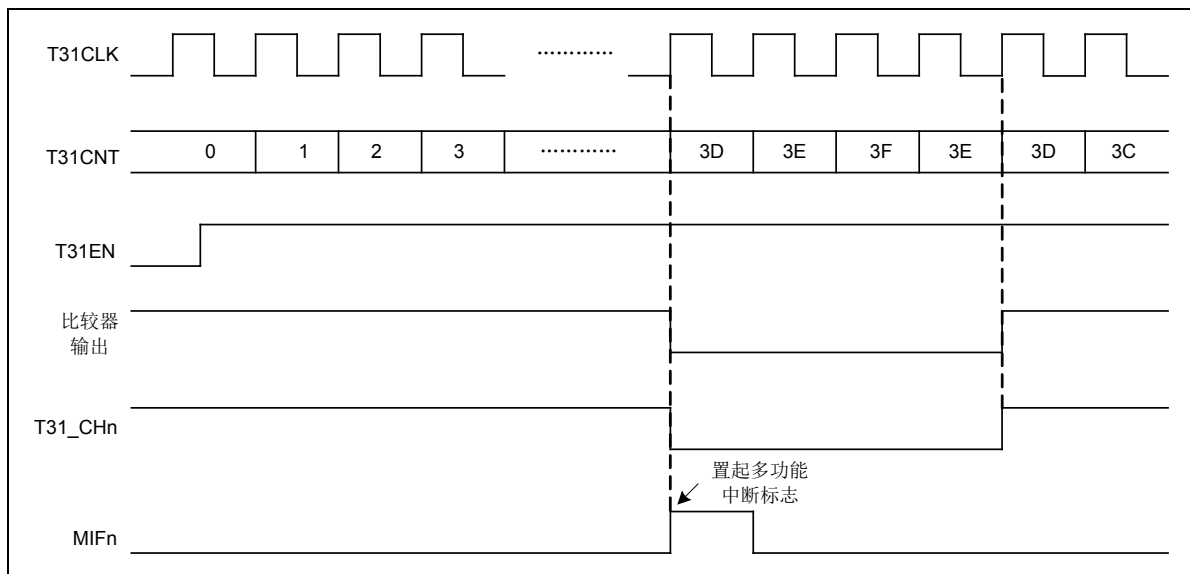 T31CLK
…………
T31CNT 0 1 2 3 ………… 3D 3E 3F 3E 3D 3C
T31EN
比较器
输出
T31_CHn
置起多功能
中断标志
MIFn